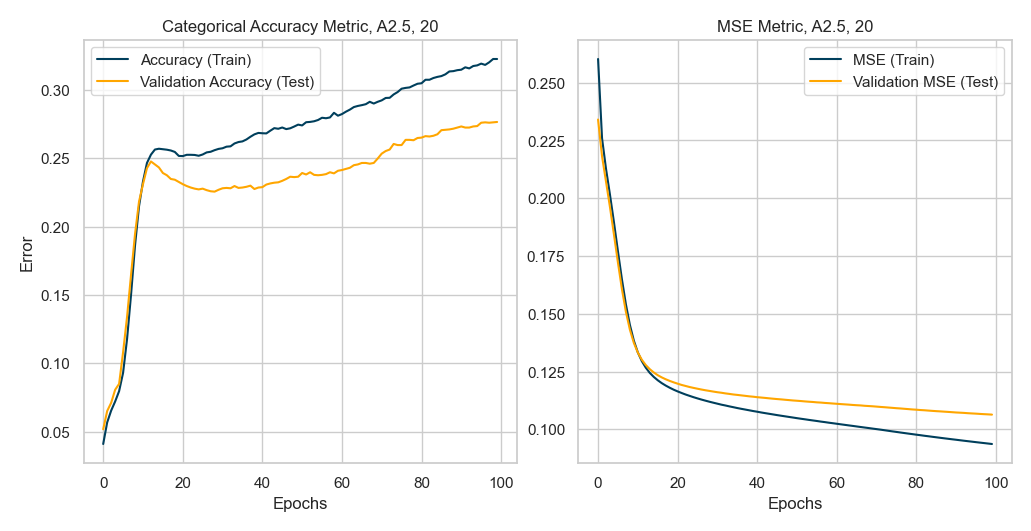 Categorical Accuracy Metric, A2.5, 20
Accuracy (Train)
Validation Accuracy (Test)
0.30
0.25
0.20
0.15
0.10
0.05
Error
0 20 40 60 80 100
Epochs
MSE Metric, A2.5, 20
MSE (Train)
Validation MSE (Test)
0.250
0.225
0.200
0.175
0.150
0.125
0.100
0 20 40 60 80 100
Epochs